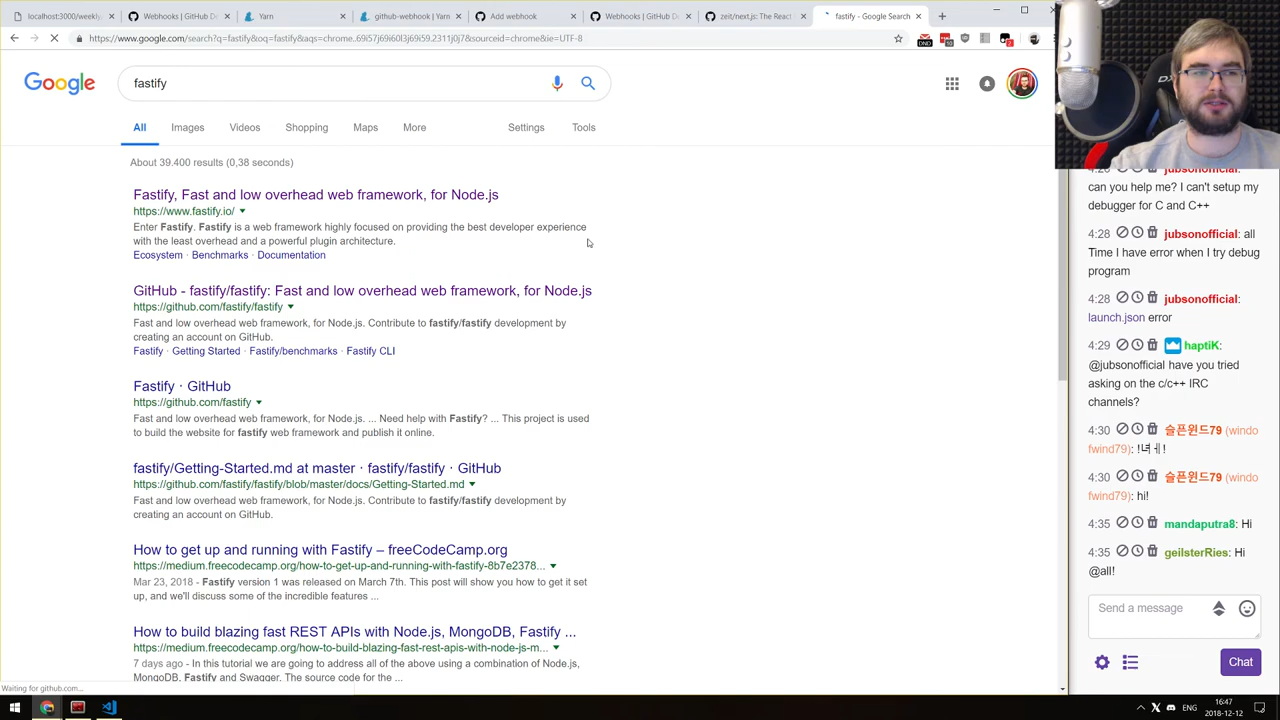 localhost:3000/weekly
Webhooks | GitHub De
Yarn
github-webhook | Yarn
Add webhook
Webhooks | GitHub De
zeit/next.js: The React
fastify - Google Search
https://www.google.com/search?q=fastify&oq=fastify&aqs=chrome..69i57j69i60l3j69i59.2311j0j7&sourceid=chrome&ie=UTF-8
Google
fastify
All
Images
Videos
Shopping
Maps
More
Settings
Tools
About 39.400 results (0,38 seconds)
Fastify, Fast and low overhead web framework, for Node.js
https://www.fastify.io/
Enter Fastify. Fastify is a web framework highly focused on providing the best developer experience
with the least overhead and a powerful plugin architecture.
Ecosystem · Benchmarks · Documentation
GitHub - fastify/fastify: Fast and low overhead web framework, for Node.js
https://github.com/fastify/fastify
Fast and low overhead web framework, for Node.js. Contribute to fastify/fastify development by
creating an account on GitHub.
Fastify · Getting Started · Fastify/benchmarks · Fastify CLI
Fastify · GitHub
https://github.com/fastify
Fast and low overhead web framework, for Node.js. ... Need help with Fastify? ... This project is used
to build the website for fastify web framework and publish it online.
fastify/Getting-Started.md at master · fastify/fastify · GitHub
https://github.com/fastify/fastify/blob/master/docs/Getting-Started.md
Fast and low overhead web framework, for Node.js. Contribute to fastify/fastify development by
creating an account on GitHub.
How to get up and running with Fastify – freeCodeCamp.org
https://medium.freecodecamp.org/how-to-get-up-and-running-with-fastify-8b7e2378...
Mar 23, 2018 - Fastify version 1 was released on March 7th. This post will show you how to get it set
up, and we'll discuss some of the incredible features ...
How to build blazing fast REST APIs with Node.js, MongoDB, Fastify ...
https://medium.freecodecamp.org/how-to-build-blazing-fast-rest-apis-with-node-js-m...
7 days ago - In this tutorial we are going to address all of the above using a combination of Node.js,
MongoDB, Fastify and Swagger. The source code for the ...
Waiting for github.com...
jubsonofficial:
can you help me? I can't setup my
debugger for C and C++
4:28 jubsonofficial: all
Time I have error when I try debug
program
4:28 jubsonofficial:
launch.json error
4:29 haptiK:
@jubsonofficial have you tried
asking on the c/c++ IRC
channels?
4:30 슬픈윈드79 (windo
fwind79): !녀ㅔ!
4:30 슬픈윈드79 (windo
fwind79): hi!
4:35 mandaputra8: Hi
4:35 geilsterRies: Hi
@all!
Send a message
Chat
ENG
16:47
2018-12-12